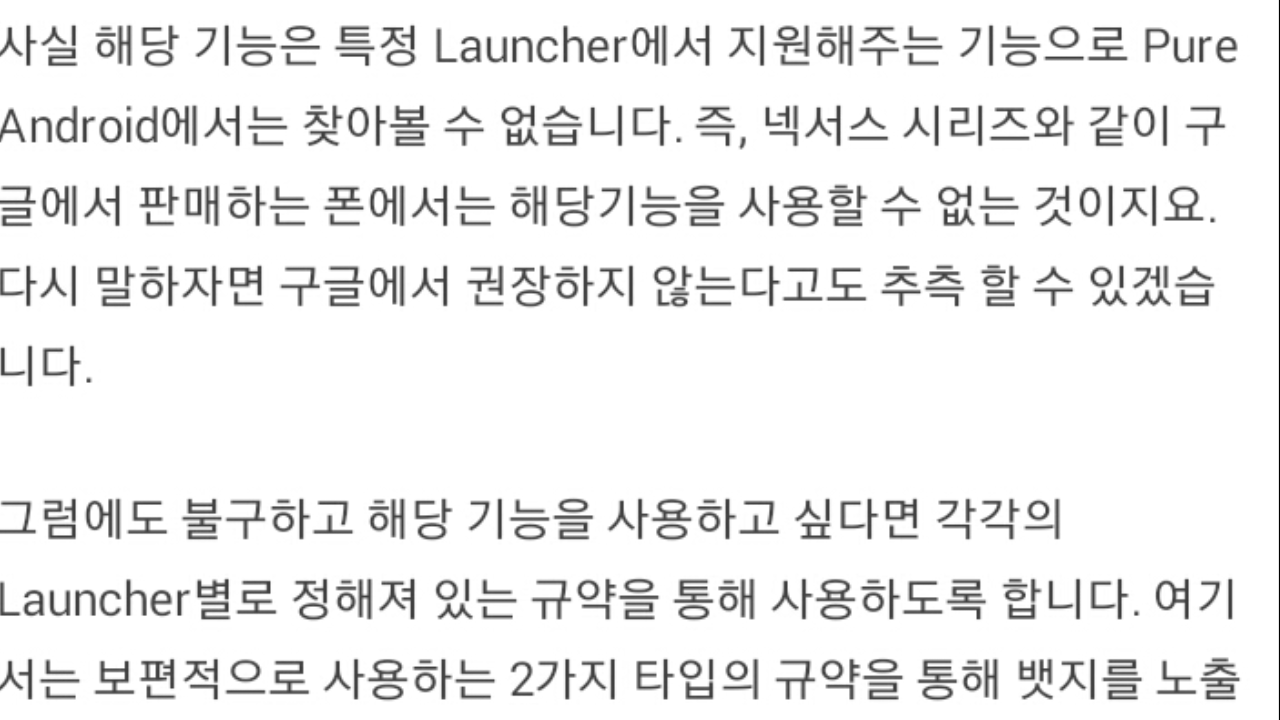 사실 해당 기능은 특정 Launcher에서 지원해주는 기능으로 Pure
Android에서는 찾아볼 수 없습니다. 즉, 넥서스 시리즈와 같이 구
글에서 판매하는 폰에서는 해당기능을 사용할 수 없는 것이지요.
다시 말하자면 구글에서 권장하지 않는다고도 추측 할 수 있겠습
니다.
그럼에도 불구하고 해당 기능을 사용하고 싶다면 각각의
Launcher별로 정해져 있는 규약을 통해 사용하도록 합니다. 여기
서는 보편적으로 사용하는 2가지 타입의 규약을 통해 뱃지를 노출